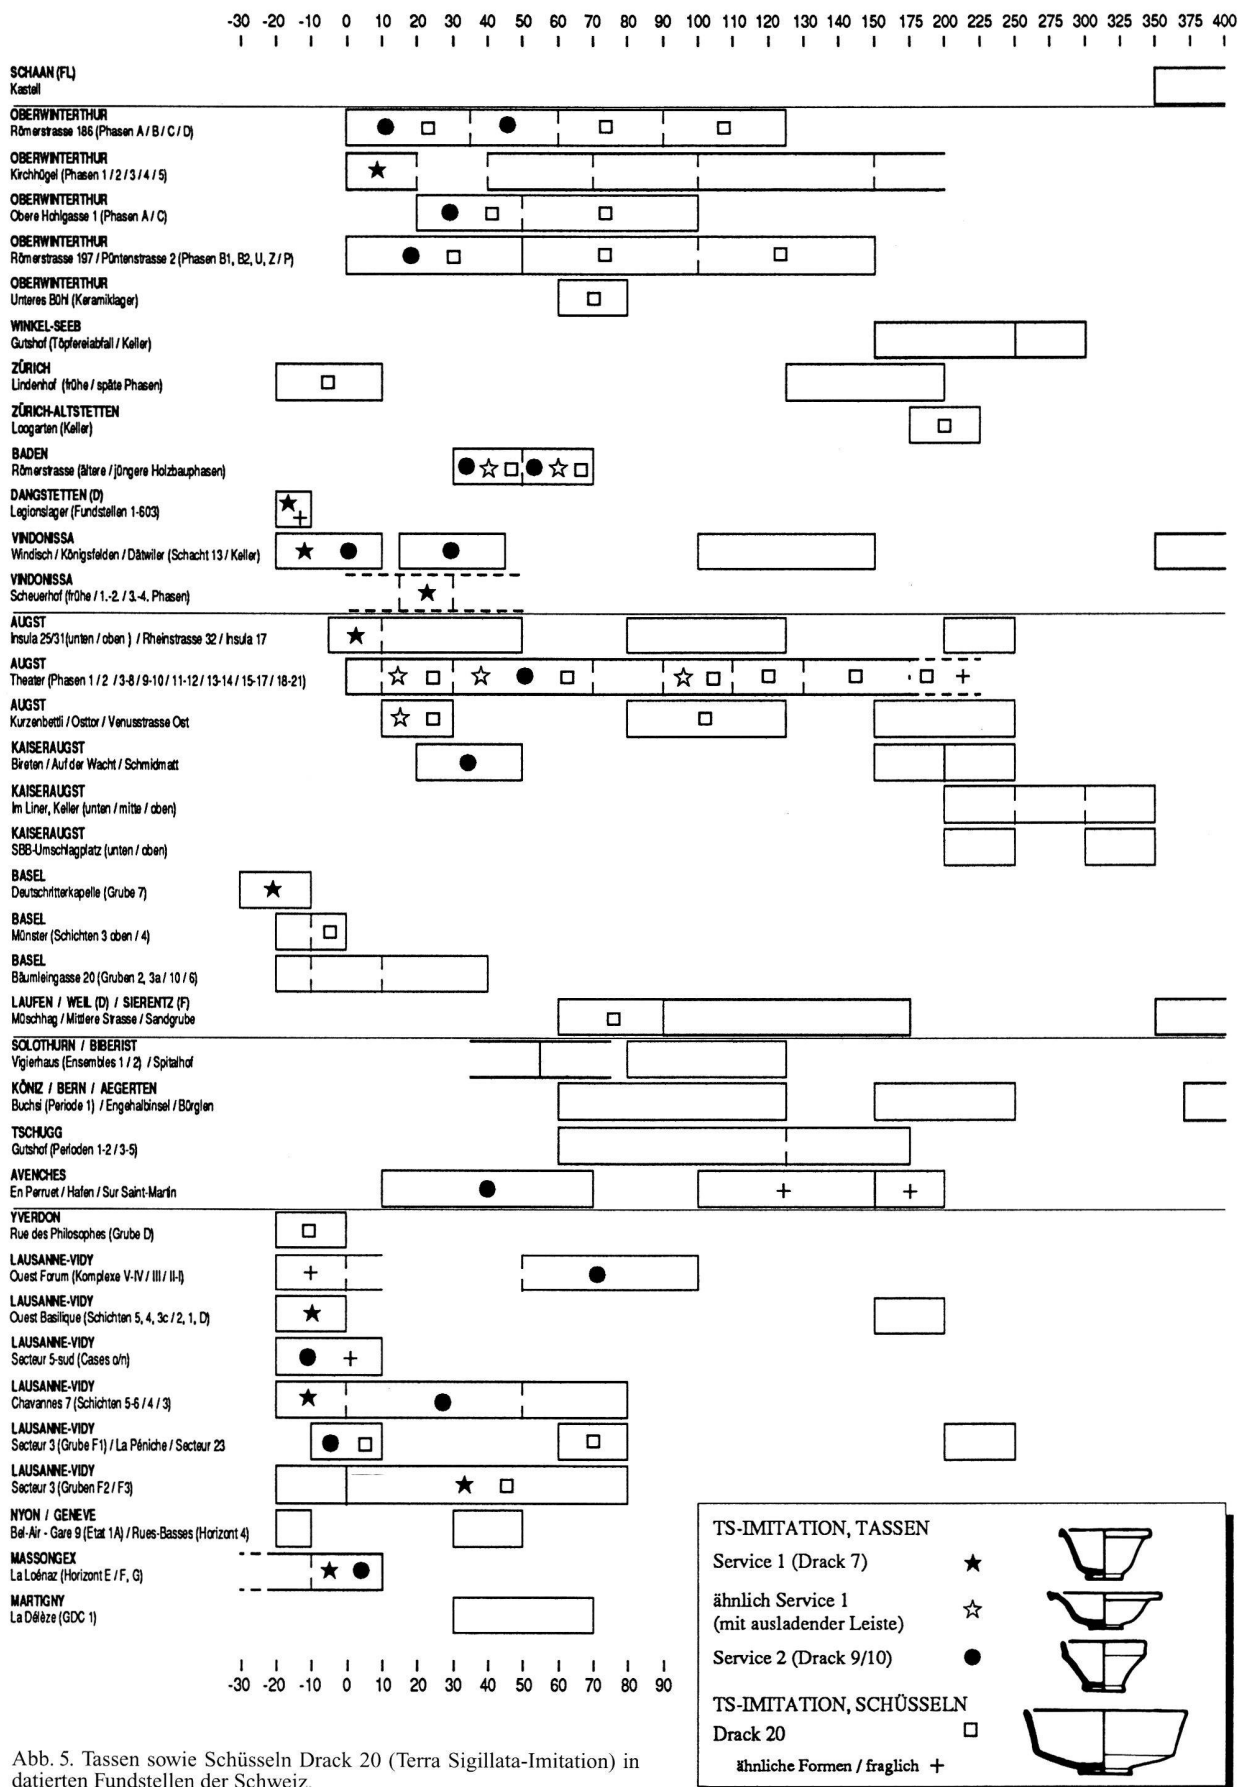 -30 -20 -10 0 10 20 30 40 50 60 70 80 90 100 110 120 130 140 150 175 200 225 250 275 300 325 350 375 400
SCHAAN (FL)
Kastell
OBERWINTERTHUR
Römerstrasse 186 (Phasen A / B / C / D)
OBERWINTERTHUR
Kirchhügel (Phasen 1 / 2 / 3 / 4 / 5)
OBERWINTERTHUR
Obere Hohlgasse 1 (Phasen A / C)
OBERWINTERTHUR
Römerstrasse 197 / Püntenstrasse 2 (Phasen B1, B2, U, Z / P)
OBERWINTERTHUR
Unteres Bühl (Keramiklager)
WINKEL-SEEB
Gutshof (Töpfereiabfall / Keller)
ZÜRICH
Lindenhof (frühe / späte Phasen)
ZÜRICH-ALTSTETTEN
Loogarten (Keller)
BADEN
Römerstrasse (ältere / jüngere Holzbauphasen)
DANGSTETTEN (D)
Legionslager (Fundstellen 1-603)
VINDONISSA
Windisch / Königsfelden / Dätwiler (Schacht 13 / Keller)
VINDONISSA
Scheuerhof (frühe / 1.-2. / 3.-4. Phasen)
AUGST
Insula 25/31(unten / oben ) / Rheinstrasse 32 / Insula 17
AUGST
Theater (Phasen 1 / 2 / 3-8 / 9-10 / 11-12 / 13-14 / 15-17 / 18-21)
AUGST
Kurzenbettli / Osttor / Venusstrasse Ost
KAISERAUGST
Bireten / Auf der Wacht / Schmidmatt
KAISERAUGST
Im Liner, Keller (unten / mitte / oben)
KAISERAUGST
SBB-Umschlagplatz (unten / oben)
BASEL
Deutschritterkapelle (Grube 7)
BASEL
Münster (Schichten 3 oben / 4)
BASEL
Bäumleingasse 20 (Gruben 2, 3a / 10 / 6)
LAUFEN / WEIL (D) / SIERENTZ (F)
Müschhag / Mittlere Strasse / Sandgrube
SOLOTHURN / BIBERIST
Vigierhaus (Ensembles 1 / 2) / Spitalhof
KÖNIZ / BERN / AEGERTEN
Buchsi (Periode 1) / Engehalbinsel / Bürglen
TSCHUGG
Gutshof (Perioden 1-2 / 3-5)
AVENCHES
En Perruet / Hafen / Sur Saint-Martin
YVERDON
Rue des Philosophes (Grube D)
LAUSANNE-VIDY
Ouest Forum (Komplexe V-IV / III / II-I)
LAUSANNE-VIDY
Ouest Basilique (Schichten 5, 4, 3c / 2, 1, D)
LAUSANNE-VIDY
Secteur 5-sud (Cases o/n)
LAUSANNE-VIDY
Chavannes 7 (Schichten 5-6 / 4 / 3)
LAUSANNE-VIDY
Secteur 3 (Grube F1) / La Péniche / Secteur 23
LAUSANNE-VIDY
Secteur 3 (Gruben F2 / F3)
NYON / GENEVE
Bel-Air - Gare 9 (Etat 1A) / Rues-Basses (Horizont 4)
MASSONGEX
La Loénaz (Horizont E / F, G)
MARTIGNY
La Délèze (GDC 1)
-30 -20 -10 0 10 20 30 40 50 60 70 80 90
TS-IMITATION, TASSEN
Service 1 (Drack 7)
ähnlich Service 1
(mit ausladender Leiste)
Service 2 (Drack 9/10)
TS-IMITATION, SCHÜSSELN
Drack 20
ähnliche Formen / fraglich +
Abb. 5. Tassen sowie Schüsseln Drack 20 (Terra Sigillata-Imitation) in
datierten Fundstellen der Schweiz.